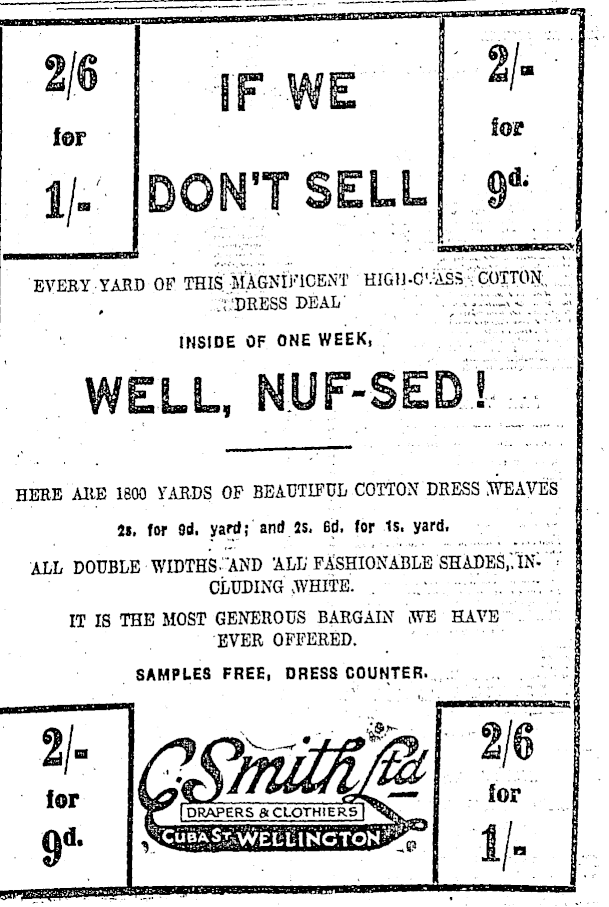 2/6
for
1/-
IF WE
DON'T SELL
2/-
for
9d.
EVERY YARD OF THIS MAGNIFICENT HIGH-CLASS COTTON
DRESS DEAL
INSIDE OF ONE WEEK,
WELL, NUF-SED!
HERE ARE 1800 YARDS OF BEAUTIFUL COTTON DRESS WEAVES
2s. for 9d. yard; and 2s. 6d. for 1s. yard.
ALL DOUBLE WIDTHS AND ALL FASHIONABLE SHADES, IN-
CLUDING WHITE.
IT IS THE MOST GENEROUS BARGAIN WE HAVE
EVER OFFERED.
SAMPLES FREE, DRESS COUNTER.
2/-
for
9d.
C. Smith Ltd
DRAPERS & CLOTHIERS
CUBA ST. WELLINGTON
2/6
for
1/-